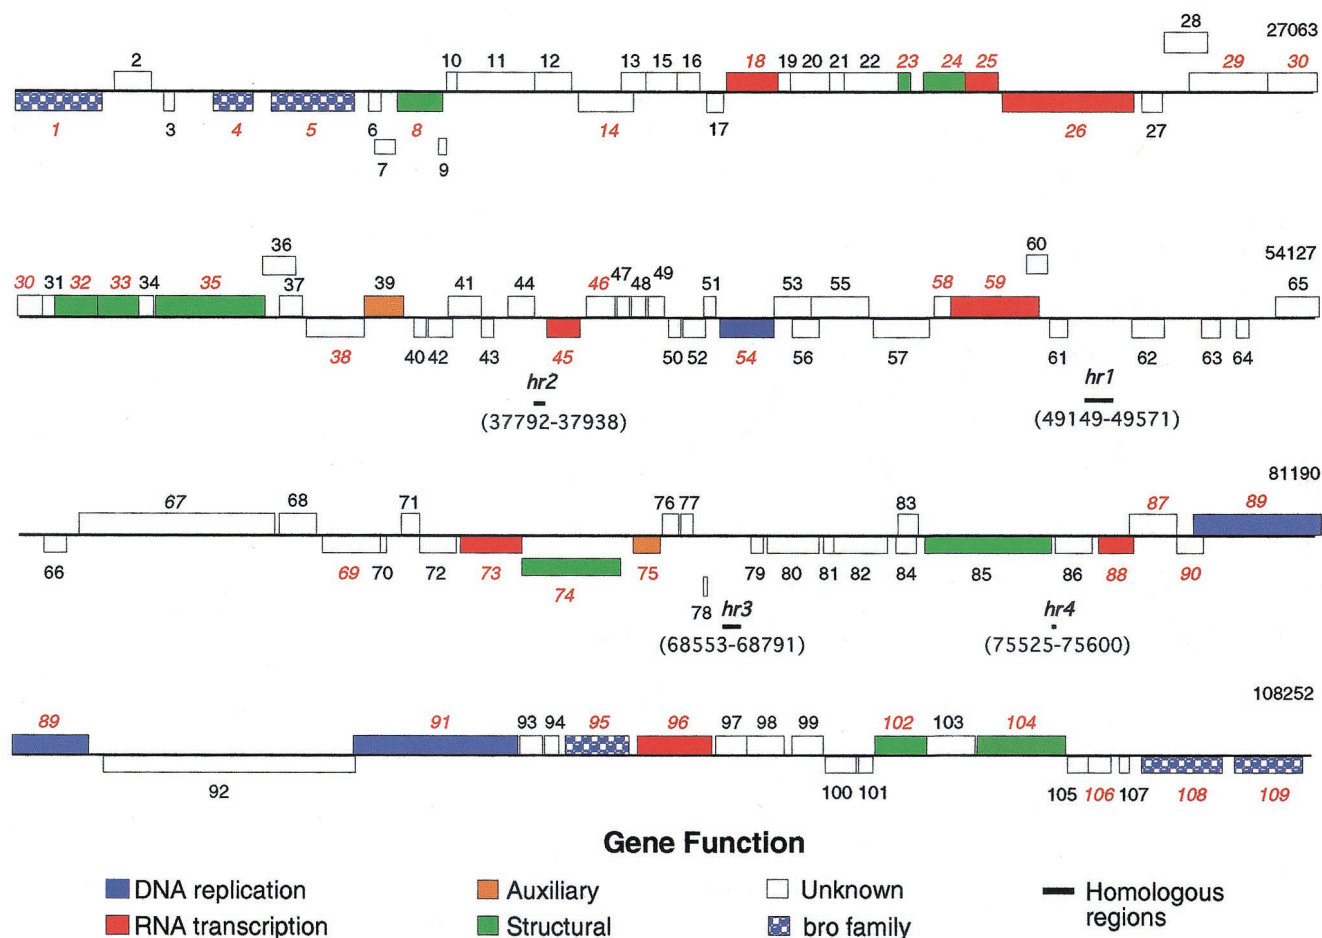 28 27063
2 10 11 12 13 15 16 18 19 20 21 22 23 24 25 29 30
1 3 4 5 6 8 14 17 26 27
7 9
36 60 54127
30 31 32 33 34 35 37 39 41 44 46 47 48 49 51 53 55 58 59 65
38 40 42 43 45 50 52 54 56 57 61 62 63 64
hr2 hr1
(37792-37938) (49149-49571)
81190
67 68 71 76 77 83 87 89
66 69 70 72 73 75 79 80 81 82 84 85 86 88 90
74
78 hr3 hr4
(68553-68791) (75525-75600)
108252
89 91 93 94 95 96 97 98 99 102 103 104
92 100 101 105 106 107 108 109
Gene Function
DNA replication Auxiliary Unknown Homologous
regions
RNA transcription Structural bro family